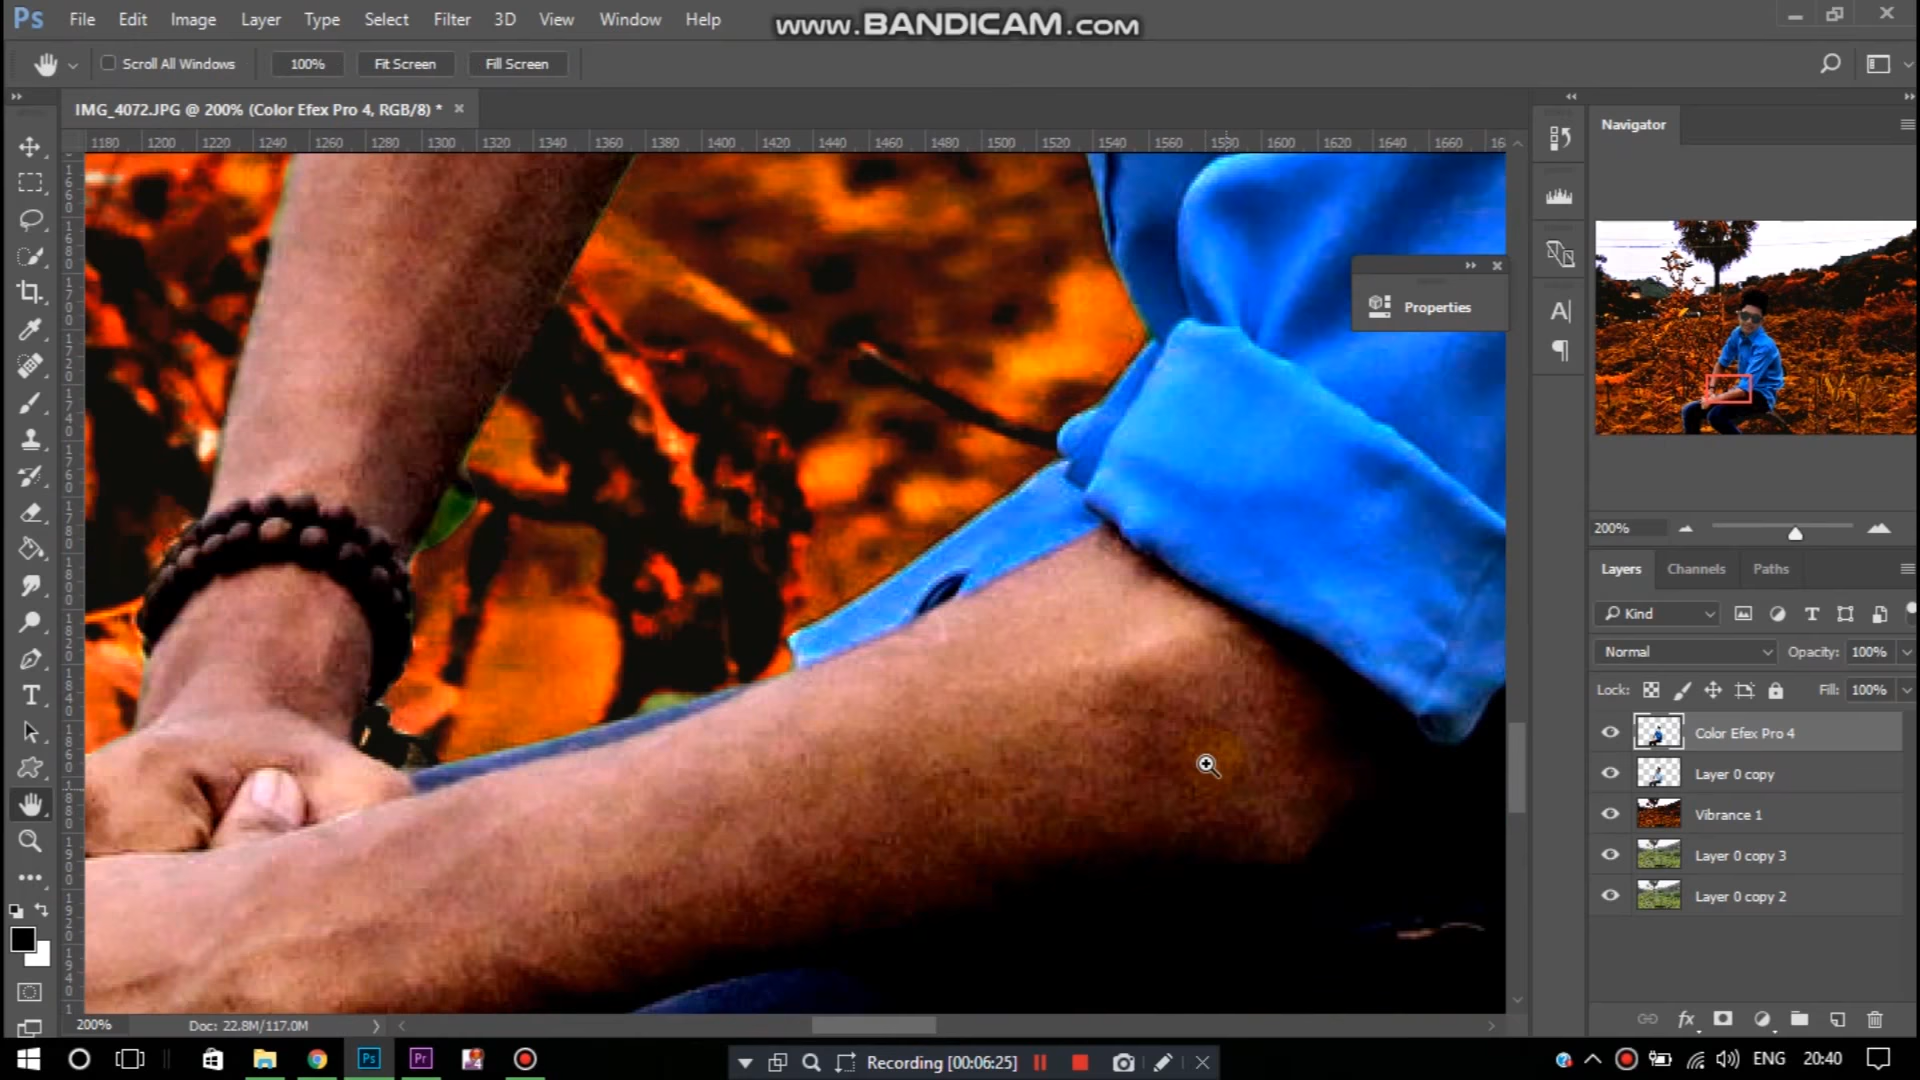 Ps File Edit Image Layer Type Select Filter 3D View Window Help
www.BANDICAM.com
Scroll All Windows 100% Fit Screen Fill Screen
IMG_4072.JPG @ 200% (Color Efex Pro 4, RGB/8) *
1180 1200 1220 1240 1260 1280 1300 1320 1340 1360 1380 1400 1420 1440 1460 1480 1500 1520 1540 1560 1580 1600 1620 1640 1660
Navigator
Properties
200%
Layers Channels Paths
Kind
Normal Opacity: 100%
Lock: Fill: 100%
Color Efex Pro 4
Layer 0 copy
Vibrance 1
Layer 0 copy 3
Layer 0 copy 2
200% Doc: 22.8M/117.0M
fx
Ps Pr
Recording [00:06:25]
ENG 20:40